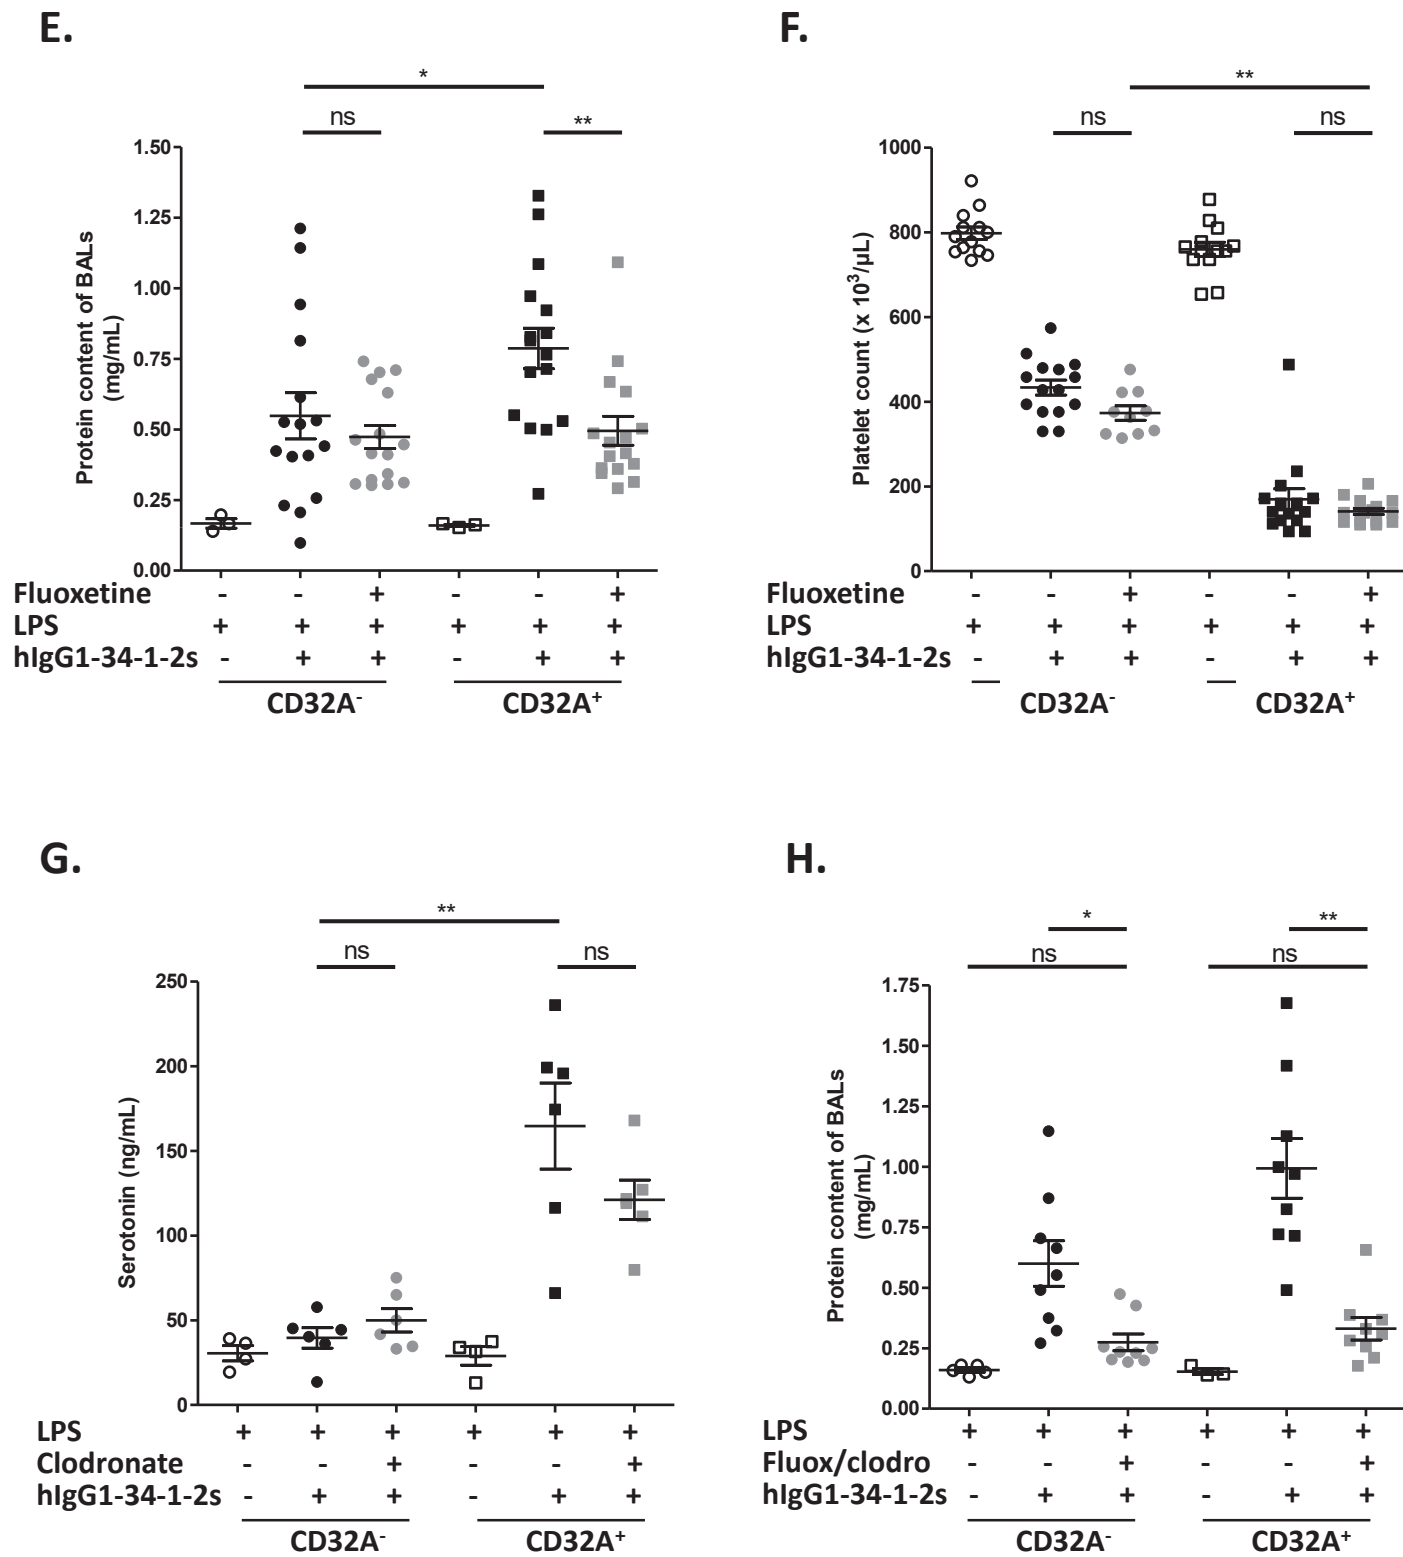 E.
*
ns
**
1.50
1.25
1.00
0.75
0.50
0.25
0.00
Protein content of BALs
(mg/mL)
Fluoxetine - - + - - +
LPS + + + + + +
hIgG1-34-1-2s - + + - + +
CD32A⁻ CD32A⁺
F.
**
ns
ns
1000
800
600
400
200
0
Platelet count (x 10³/µL)
Fluoxetine - - + - - +
LPS + + + + + +
hIgG1-34-1-2s - + + - + +
CD32A⁻ CD32A⁺
G.
**
ns
ns
250
200
150
100
50
0
Serotonin (ng/mL)
LPS + + + + + +
Clodronate - - + - - +
hIgG1-34-1-2s - + + - + +
CD32A⁻ CD32A⁺
H.
* **
ns ns
1.75
1.50
1.25
1.00
0.75
0.50
0.25
0.00
Protein content of BALs
(mg/mL)
LPS + + + + + +
Fluox/clodro - - + - - +
hIgG1-34-1-2s - + + - + +
CD32A⁻ CD32A⁺